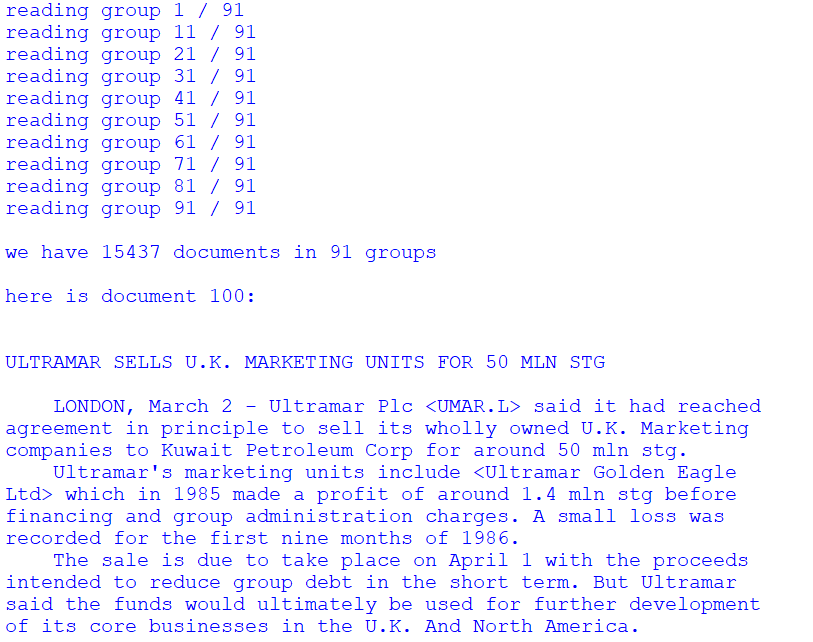 reading group 1 / 91
reading group 11 / 91
reading group 21 / 91
reading group 31 / 91
reading group 41 / 91
reading group 51 / 91
reading group 61 / 91
reading group 71 / 91
reading group 81 / 91
reading group 91 / 91
we have 15437 documents in 91 groups
here is document 100:
ULTRAMAR SELLS U.K. MARKETING UNITS FOR 50 MLN STG
LONDON, March 2 - Ultramar Plc <UMAR.L> said it had reached
agreement in principle to sell its wholly owned U.K. Marketing
companies to Kuwait Petroleum Corp for around 50 mln stg.
Ultramar's marketing units include <Ultramar Golden Eagle
Ltd> which in 1985 made a profit of around 1.4 mln stg before
financing and group administration charges. A small loss was
recorded for the first nine months of 1986.
The sale is due to take place on April 1 with the proceeds
intended to reduce group debt in the short term. But Ultramar
said the funds would ultimately be used for further development
of its core businesses in the U.K. And North America.